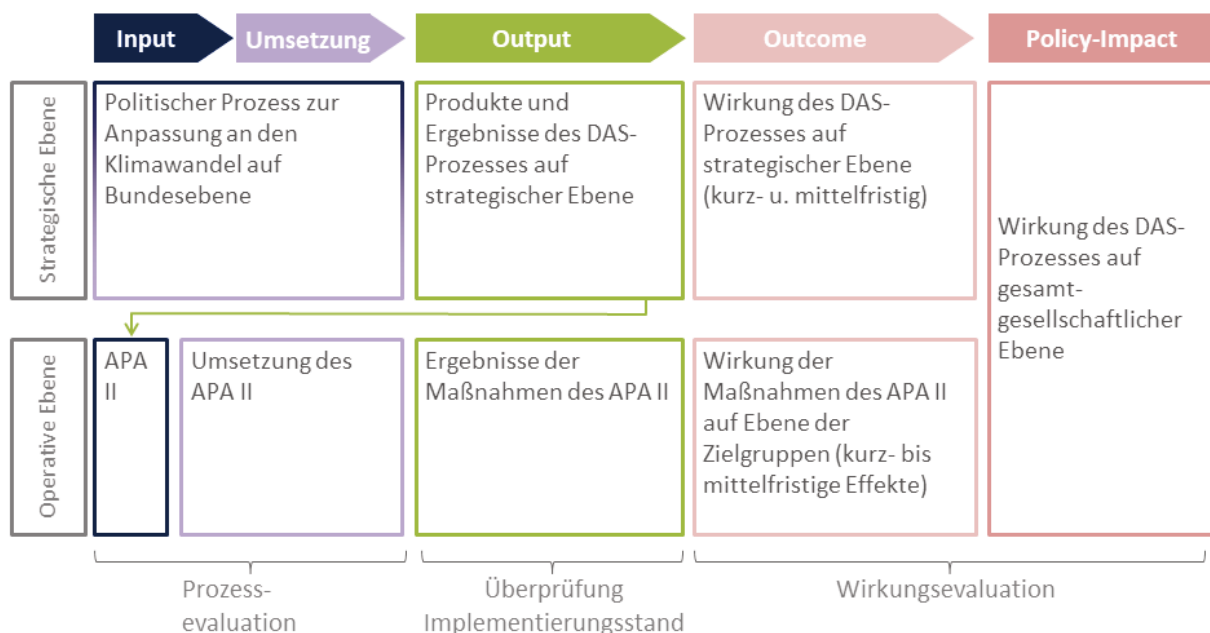 Input
Umsetzung
Output
Outcome
Policy-Impact
Strategische Ebene
Politischer Prozess zur
Anpassung an den
Klimawandel auf
Bundesebene
Produkte und
Ergebnisse des DAS-
Prozesses auf
strategischer Ebene
Wirkung des DAS-
Prozesses auf
strategischer Ebene
(kurz- u. mittelfristig)
Wirkung des DAS-
Prozesses auf
gesamt-
gesellschaftlicher
Ebene
Operative Ebene
APA
II
Umsetzung des
APA II
Ergebnisse der
Maßnahmen des APA II
Wirkung der
Maßnahmen des APA II
auf Ebene der
Zielgruppen (kurz- bis
mittelfristige Effekte)
Prozess-
evaluation
Überprüfung
Implementierungsstand
Wirkungsevaluation